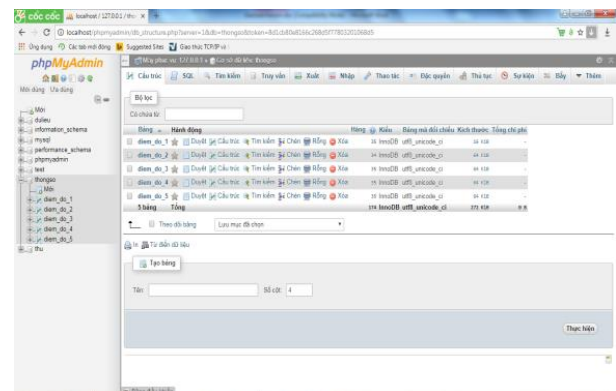 cốc cốc localhost / 127.0.0.1 / tho
localhost/phpmyadmin/db_structure.php?server=1&db=thongso&token=
Ứng dụng Các tab mới đóng Suggested Sites Giao thức TCP/IP và
phpMyAdmin
Mới dùng Ưa dùng
Mới
dulieu
information_schema
mysql
performance_schema
phpmyadmin
test
thongso
Mới
diem_do_1
diem_do_2
diem_do_3
diem_do_4
diem_do_5
thu
Máy phục vụ: 127.0.0.1 » Cơ sở dữ liệu: thongso
Cấu trúc SQL Tìm kiếm Truy vấn Xuất Nhập Thao tác Đặc quyền Thủ tục Sự kiện Bẫy Thêm
Bộ lọc
Có chứa từ:
Bảng Hành động Hàng Kiểu Bảng mã đối chiếu Kích thước Tổng chi phí
diem_do_1 Duyệt Cấu trúc Tìm kiếm Chèn Rỗng Xóa InnoDB utf8_unicode_ci -
diem_do_2 Duyệt Cấu trúc Tìm kiếm Chèn Rỗng Xóa InnoDB utf8_unicode_ci -
diem_do_3 Duyệt Cấu trúc Tìm kiếm Chèn Rỗng Xóa InnoDB utf8_unicode_ci -
diem_do_4 Duyệt Cấu trúc Tìm kiếm Chèn Rỗng Xóa InnoDB utf8_unicode_ci -
diem_do_5 Duyệt Cấu trúc Tìm kiếm Chèn Rỗng Xóa InnoDB utf8_unicode_ci -
5 bảng Tổng InnoDB utf8_unicode_ci
Theo dõi bảng Lưu mục đã chọn
In Từ điển dữ liệu
Tạo bảng
Tên: Số cột: 4
Thực hiện